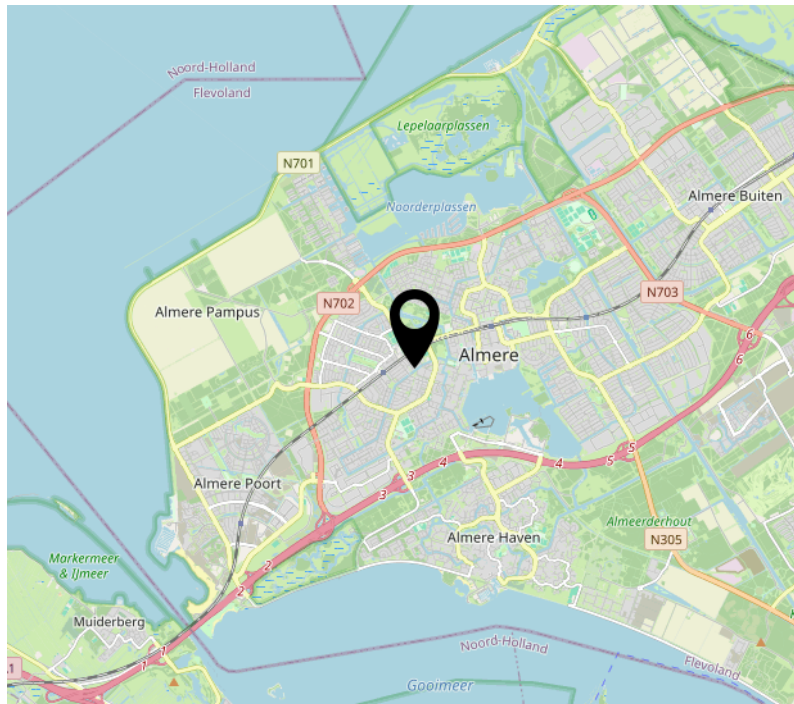 Noord-Holland
Flevoland
Lepelaarplassen
N701
Noorderplassen
Almere Buiten
N702
N703
Almere Pampus
Almere
6
6
5
5
4
4
3
3
Almere Poort
Almeerderhout
Almere Haven
N305
Markermeer
& IJmeer
2
2
Muiderberg
1
1
Noord-Holland
Flevoland
.1
Gooimeer